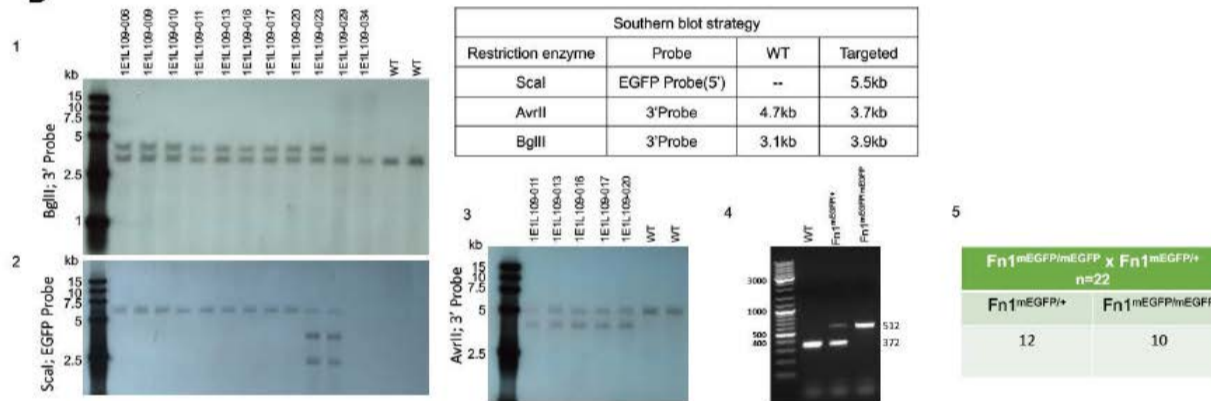 1
1E1L109-006
1E1L109-009
1E1L109-010
1E1L109-011
1E1L109-013
1E1L109-016
1E1L109-017
1E1L109-020
1E1L109-023
1E1L109-029
1E1L109-034
WT
WT
kb
15
10
7.5
5
2.5
1
BglII; 3' Probe
Southern blot strategy
Restriction enzyme Probe WT Targeted
ScaI EGFP Probe(5') -- 5.5kb
AvrII 3'Probe 4.7kb 3.7kb
BglII 3'Probe 3.1kb 3.9kb
2
kb
15
10
7.5
5
2.5
ScaI; EGFP Probe
3
1E1L109-011
1E1L109-013
1E1L109-016
1E1L109-017
1E1L109-020
WT
WT
kb
15
10
7.5
5
2.5
AvrII; 3' Probe
4
WT
Fn1mEGFP/+
Fn1mEGFP/mEGFP
3000
1000
500
400
512
372
5
Fn1mEGFP/mEGFP x Fn1mEGFP/+
n=22
Fn1mEGFP/+ Fn1mEGFP/mEGFP
12 10